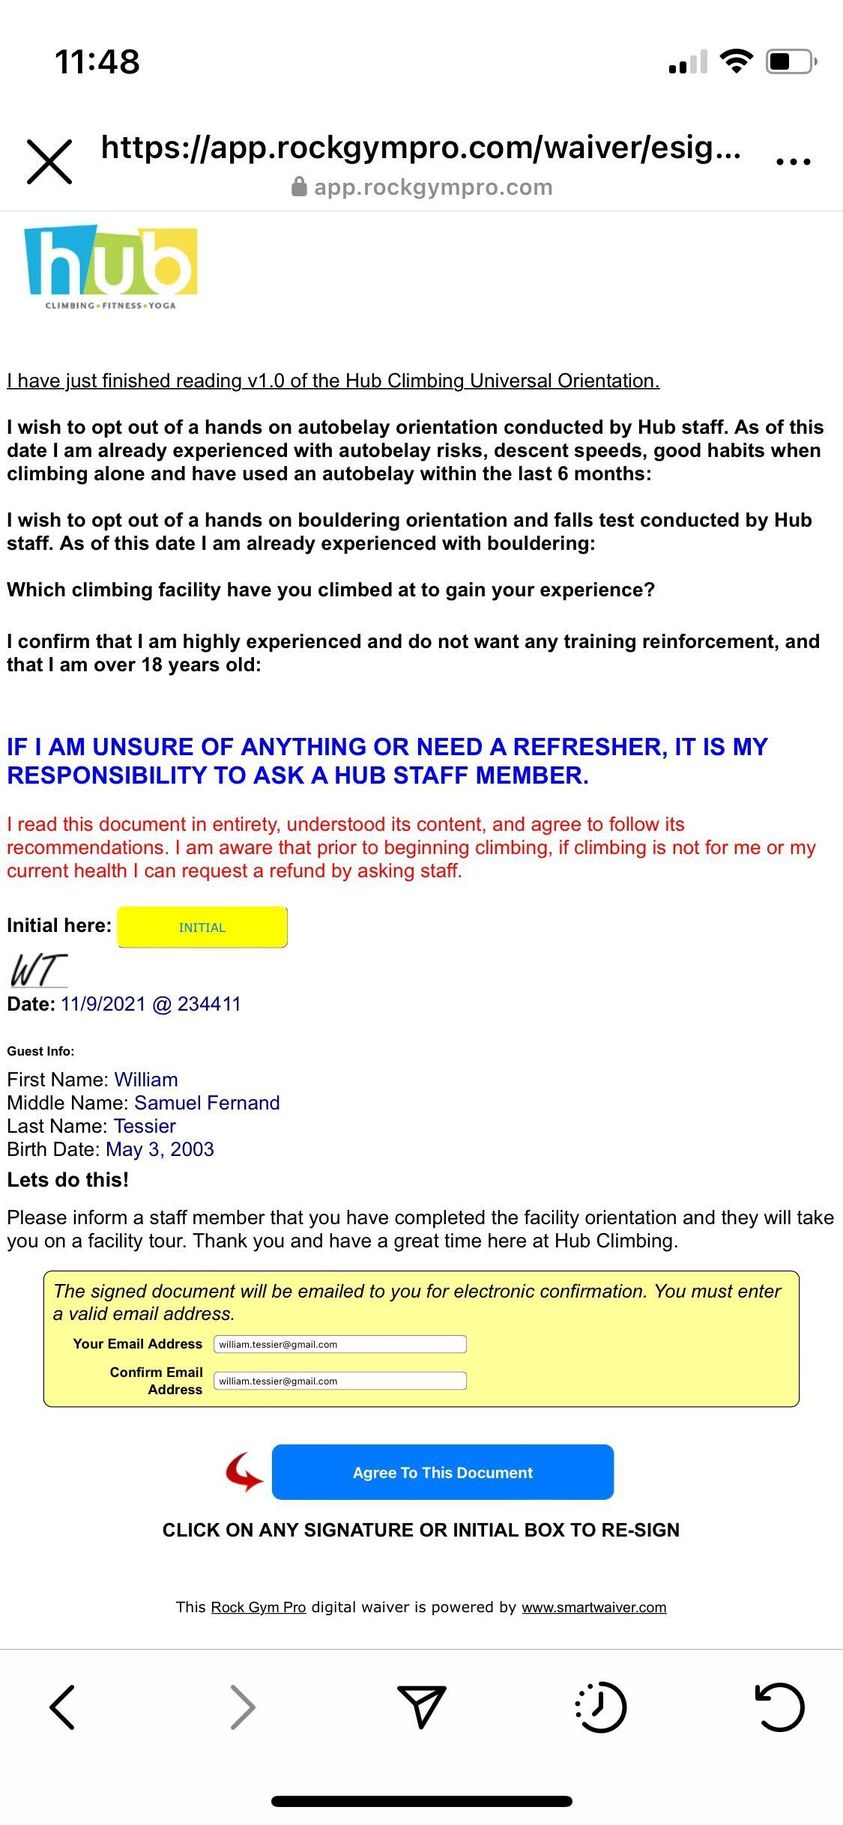 11:48
https://app.rockgympro.com/waiver/esig...
app.rockgympro.com
hub
CLIMBING•FITNESS•YOGA
I have just finished reading v1.0 of the Hub Climbing Universal Orientation.
I wish to opt out of a hands on autobelay orientation conducted by Hub staff. As of this
date I am already experienced with autobelay risks, descent speeds, good habits when
climbing alone and have used an autobelay within the last 6 months:
I wish to opt out of a hands on bouldering orientation and falls test conducted by Hub
staff. As of this date I am already experienced with bouldering:
Which climbing facility have you climbed at to gain your experience?
I confirm that I am highly experienced and do not want any training reinforcement, and
that I am over 18 years old:
IF I AM UNSURE OF ANYTHING OR NEED A REFRESHER, IT IS MY
RESPONSIBILITY TO ASK A HUB STAFF MEMBER.
I read this document in entirety, understood its content, and agree to follow its
recommendations. I am aware that prior to beginning climbing, if climbing is not for me or my
current health I can request a refund by asking staff.
Initial here: INITIAL
WT
Date: 11/9/2021 @ 234411
Guest Info:
First Name: William
Middle Name: Samuel Fernand
Last Name: Tessier
Birth Date: May 3, 2003
Lets do this!
Please inform a staff member that you have completed the facility orientation and they will take
you on a facility tour. Thank you and have a great time here at Hub Climbing.
The signed document will be emailed to you for electronic confirmation. You must enter
a valid email address.
Your Email Address william.tessier@gmail.com
Confirm Email
Address william.tessier@gmail.com
Agree To This Document
CLICK ON ANY SIGNATURE OR INITIAL BOX TO RE-SIGN
This Rock Gym Pro digital waiver is powered by www.smartwaiver.com